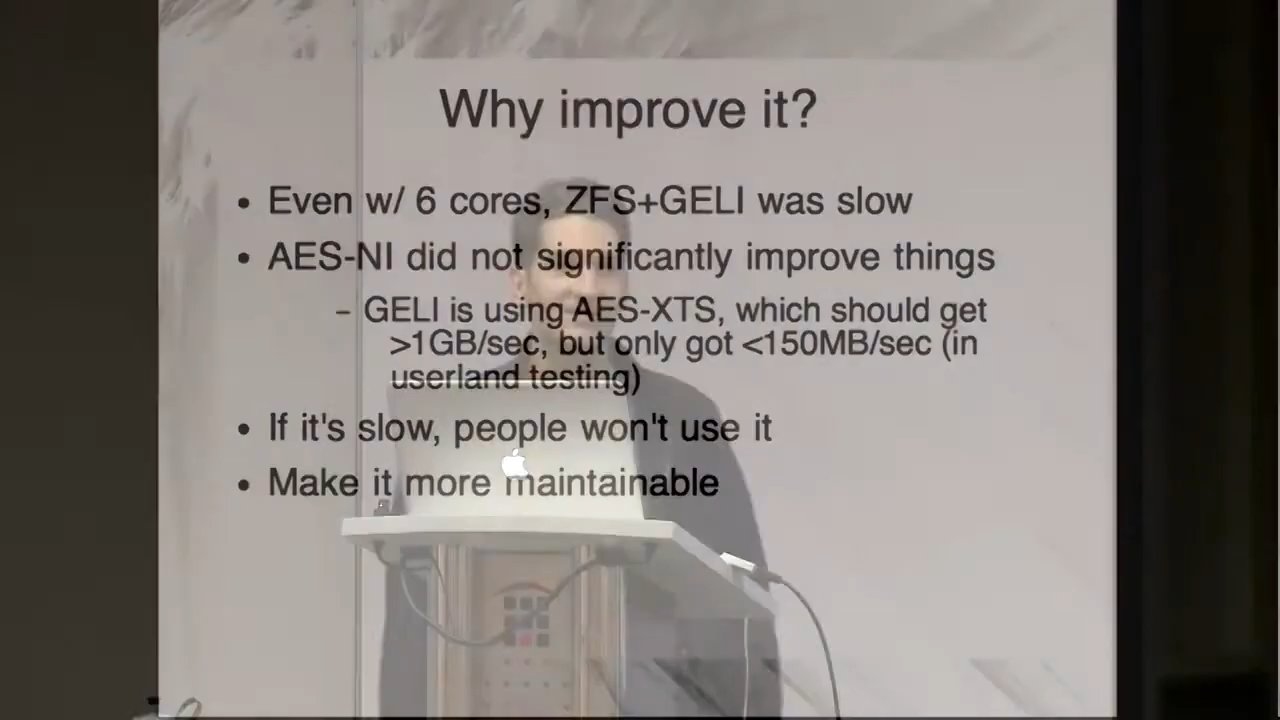 Why improve it?
• Even w/ 6 cores, ZFS+GELI was slow
• AES-NI did not significantly improve things
– GELI is using AES-XTS, which should get
>1GB/sec, but only got <150MB/sec (in
userland testing)
• If it's slow, people won't use it
• Make it more maintainable